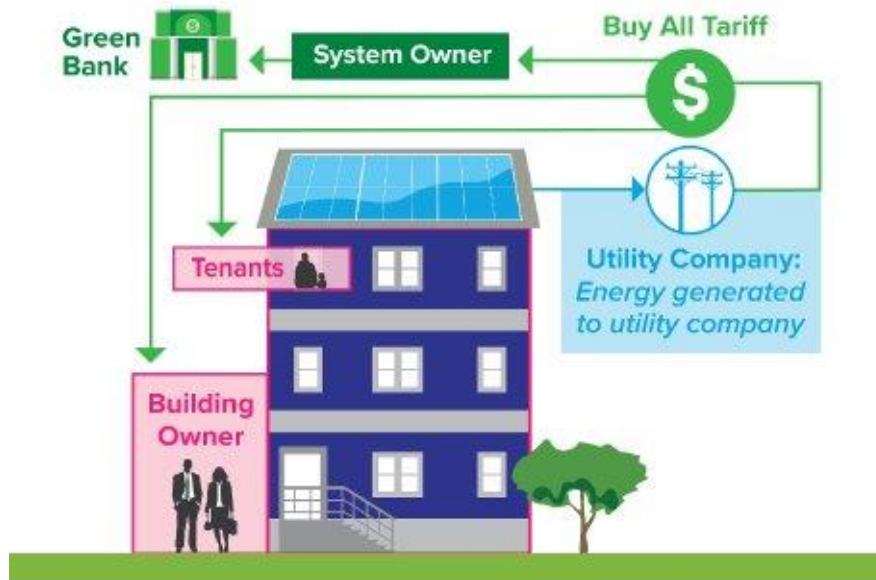 Green
Bank
System Owner
Buy All Tariff
$
Tenants
Utility Company:
Energy generated
to utility company
Building
Owner